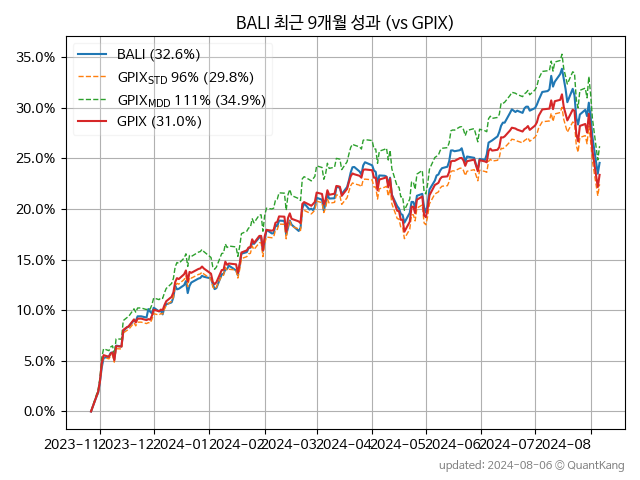 BALI 최근 9개월 성과 (vs GPIX)
35.0%
30.0%
25.0%
20.0%
15.0%
10.0%
5.0%
0.0%
BALI (32.6%)
GPIXSTD 96% (29.8%)
GPIXMDD 111% (34.9%)
GPIX (31.0%)
2023-11 2023-12 2024-01 2024-02 2024-03 2024-04 2024-05 2024-06 2024-07 2024-08
updated: 2024-08-06 © QuantKang